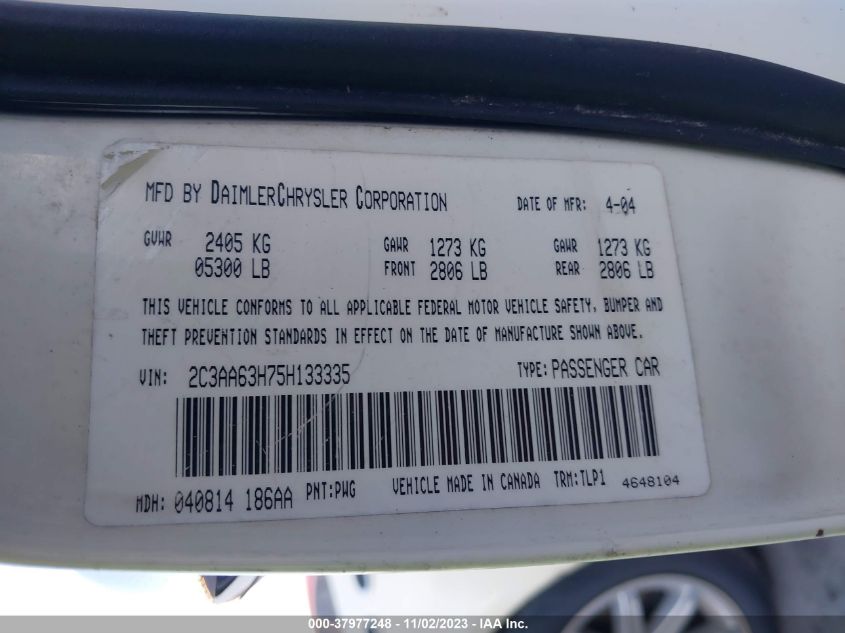 MFD BY DAIMLERCHRYSLER CORPORATION DATE OF MFR: 4-04
GVWR 2405 KG GAWR 1273 KG GAWR 1273 KG
05300 LB FRONT 2806 LB REAR 2806 LB
THIS VEHICLE CONFORMS TO ALL APPLICABLE FEDERAL MOTOR VEHICLE SAFETY, BUMPER AND
THEFT PREVENTION STANDARDS IN EFFECT ON THE DATE OF MANUFACTURE SHOWN ABOVE.
VIN: 2C3AA63H75H133335 TYPE: PASSENGER CAR
MDH: 040814 186AA PNT: PWG VEHICLE MADE IN CANADA TRM: TLP1 4648104
000-37977248 - 11/02/2023 - © IAA, Inc.